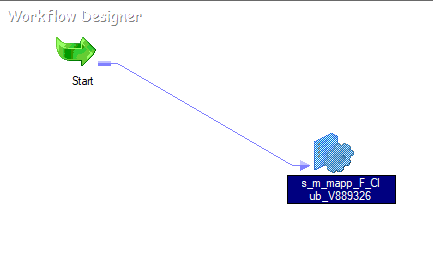 Workflow Designer
Start
s_m_mapp_F_Cl
ub_V889326